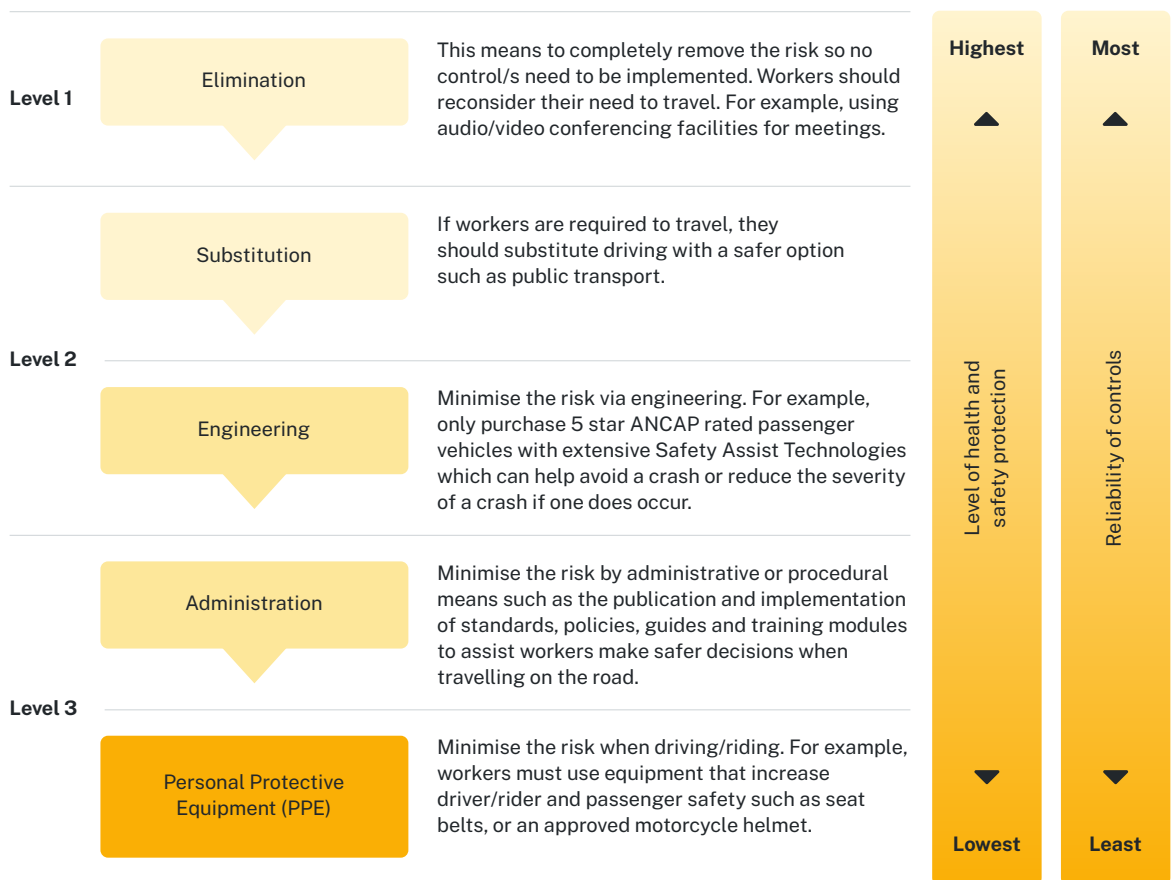 Level 1
Elimination
This means to completely remove the risk so no
control/s need to be implemented. Workers should
reconsider their need to travel. For example, using
audio/video conferencing facilities for meetings.
Level 2
Substitution
If workers are required to travel, they
should substitute driving with a safer option
such as public transport.
Engineering
Minimise the risk via engineering. For example,
only purchase 5 star ANCAP rated passenger
vehicles with extensive Safety Assist Technologies
which can help avoid a crash or reduce the severity
of a crash if one does occur.
Level 3
Administration
Minimise the risk by administrative or procedural
means such as the publication and implementation
of standards, policies, guides and training modules
to assist workers make safer decisions when
travelling on the road.
Personal Protective
Equipment (PPE)
Minimise the risk when driving/riding. For example,
workers must use equipment that increase
driver/rider and passenger safety such as seat
belts, or an approved motorcycle helmet.
Highest
Level of health and
safety protection
Lowest
Most
Reliability of controls
Least